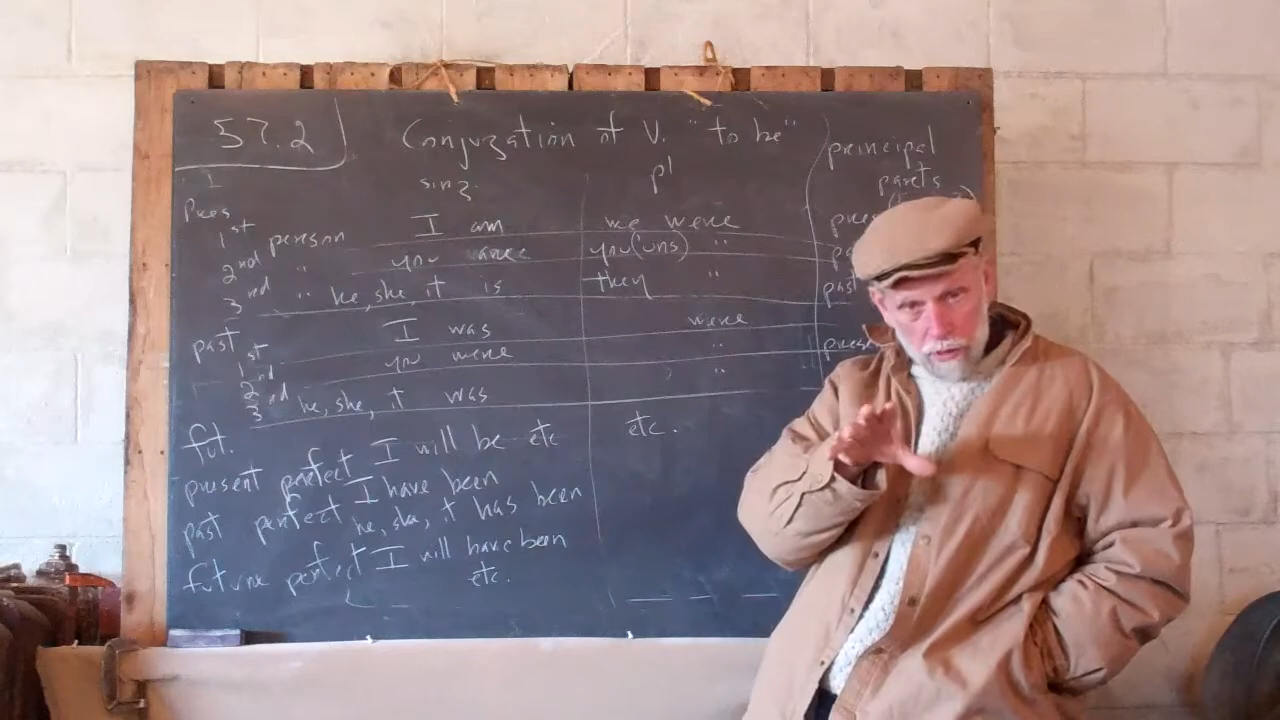 57.2
Conjugation of V. "to be"
principal
parts
sing.
pl
Pres
1st person I am we were
2nd " you are you(uns) "
3rd " he, she, it is they "
past I was were
1st
2nd you were "
3rd he, she, it was "
fut. I will be etc etc.
present perfect I have been
past perfect he, she, it has been
future perfect I will have been
etc.